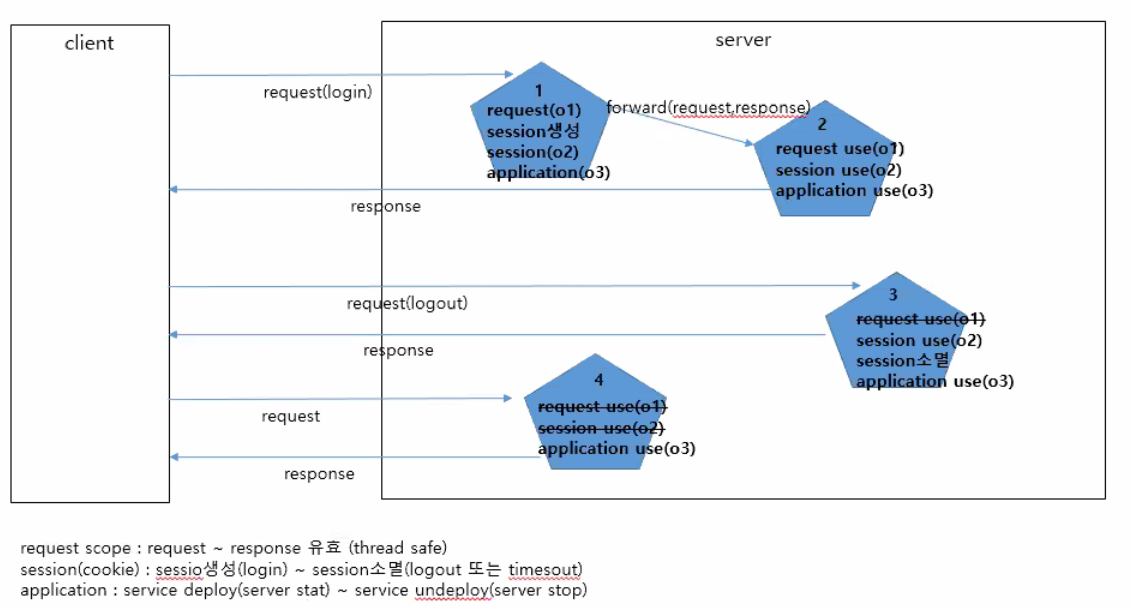 client
server
request(login)
1
request(o1)
session생성
session(o2)
application(o3)
forward(request,response)
2
request use(o1)
session use(o2)
application use(o3)
response
request(logout)
3
request use(o1)
session use(o2)
session소멸
application use(o3)
response
4
request use(o1)
session use(o2)
application use(o3)
request
response
request scope : request ~ response 유효 (thread safe)
session(cookie) : sessio생성(login) ~ session소멸(logout 또는 timesout)
application : service deploy(server stat) ~ service undeploy(server stop)